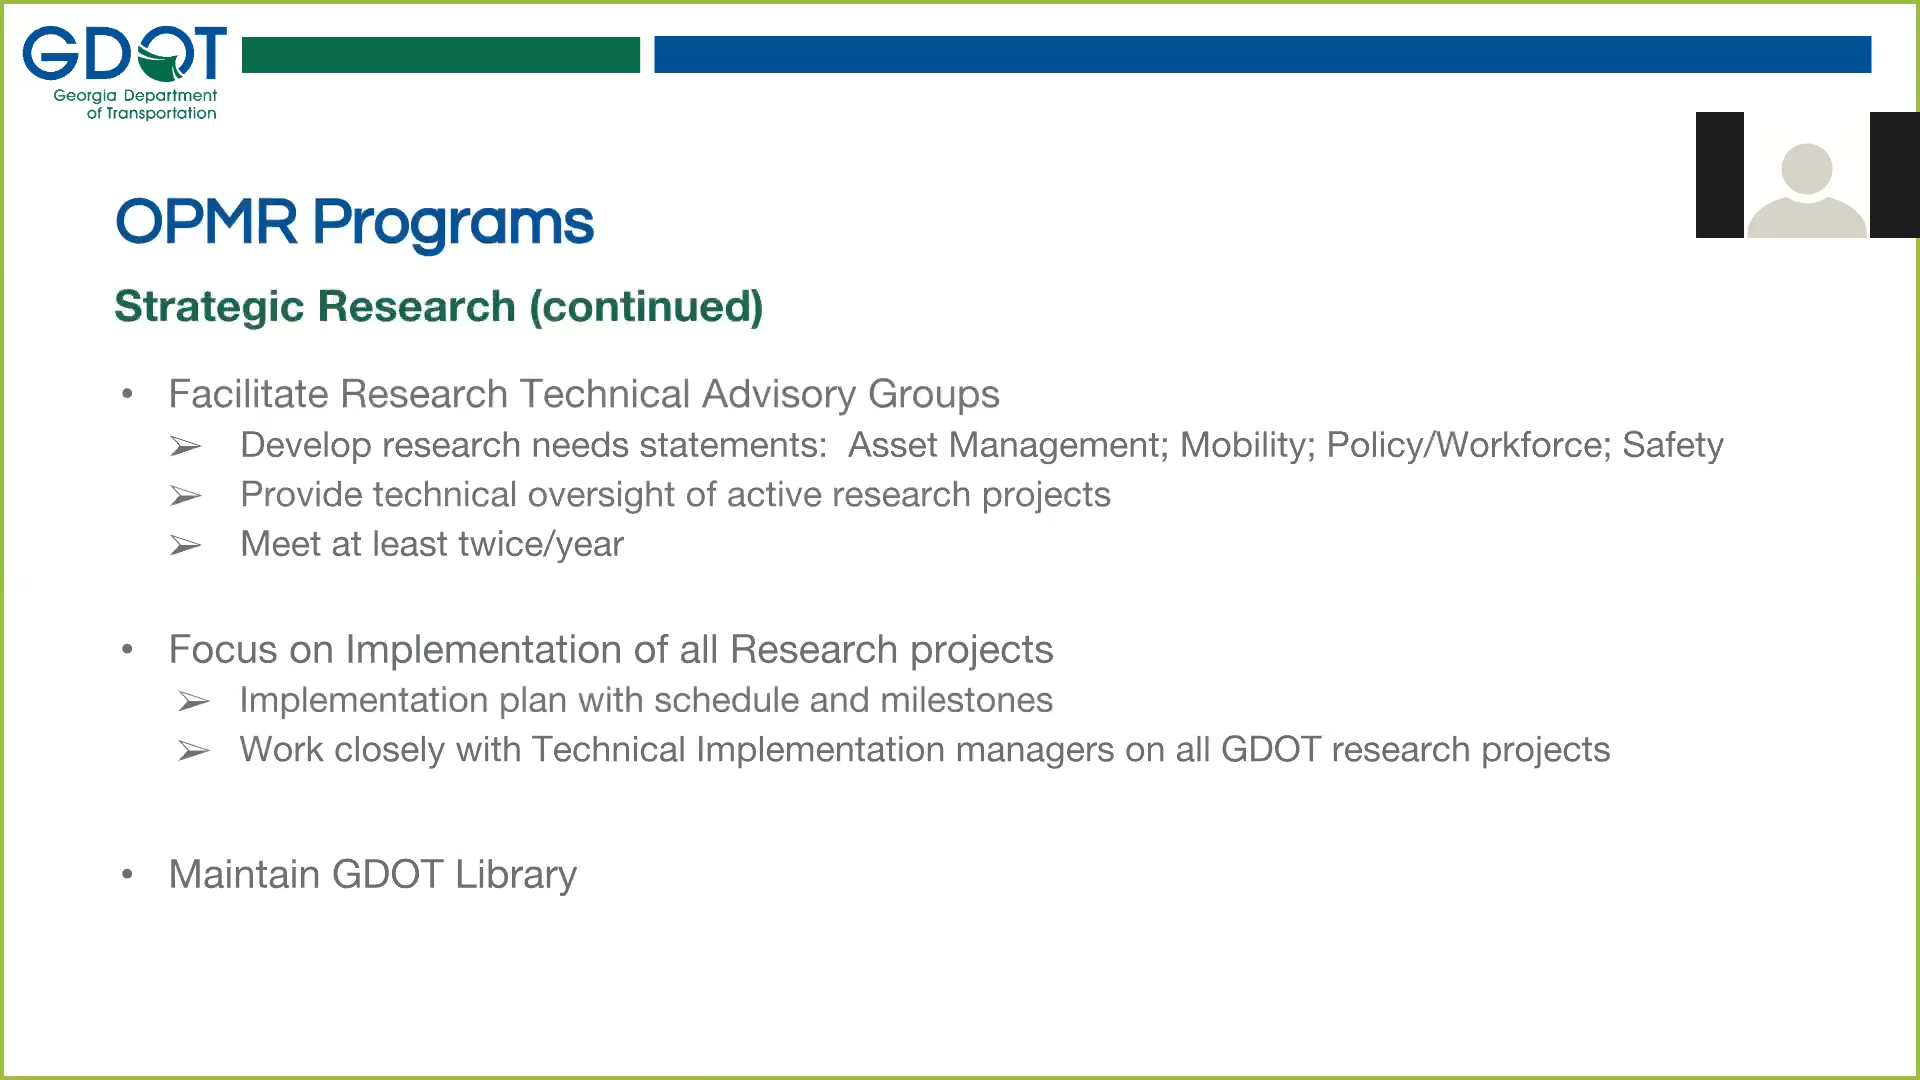 GDOT
Georgia Department
of Transportation
OPMR Programs
Strategic Research (continued)
• Facilitate Research Technical Advisory Groups
➢ Develop research needs statements:  Asset Management; Mobility; Policy/Workforce; Safety
➢ Provide technical oversight of active research projects
➢ Meet at least twice/year
• Focus on Implementation of all Research projects
➢ Implementation plan with schedule and milestones
➢ Work closely with Technical Implementation managers on all GDOT research projects
• Maintain GDOT Library